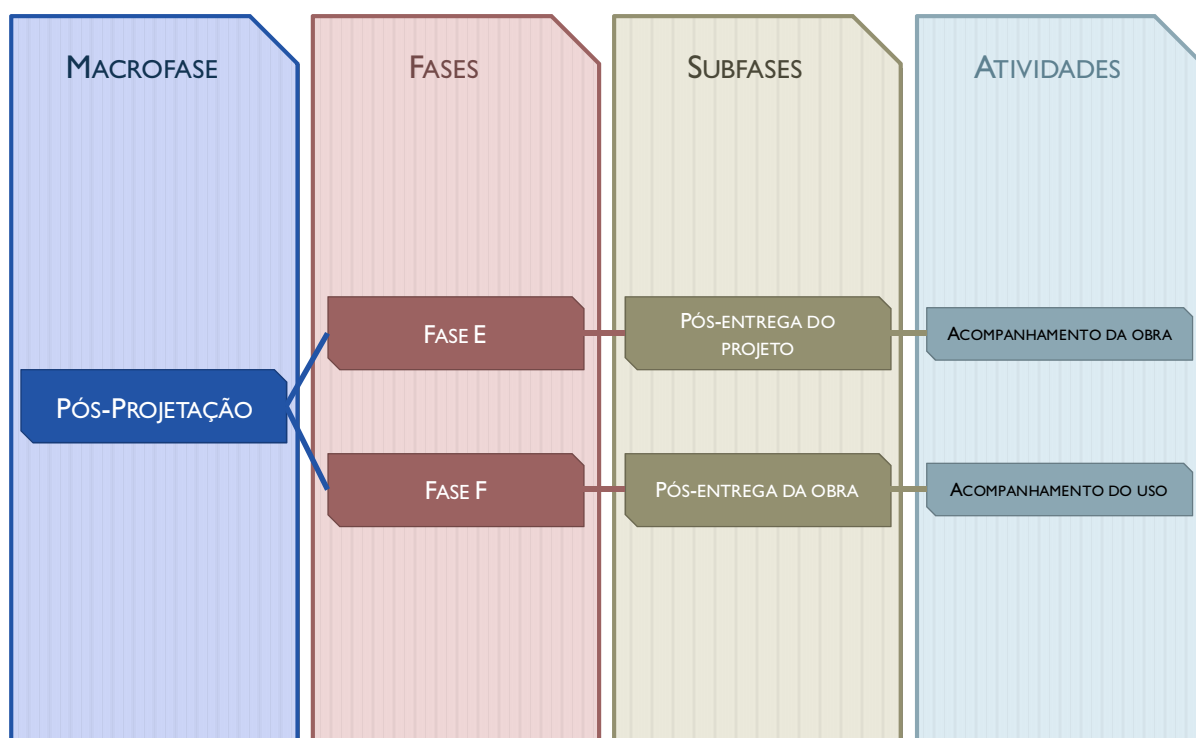 MACROFASE
FASES
SUBFASES
ATIVIDADES
PÓS-PROJETAÇÃO
FASE E
PÓS-ENTREGA DO
PROJETO
ACOMPANHAMENTO DA OBRA
FASE F
PÓS-ENTREGA DA OBRA
ACOMPANHAMENTO DO USO